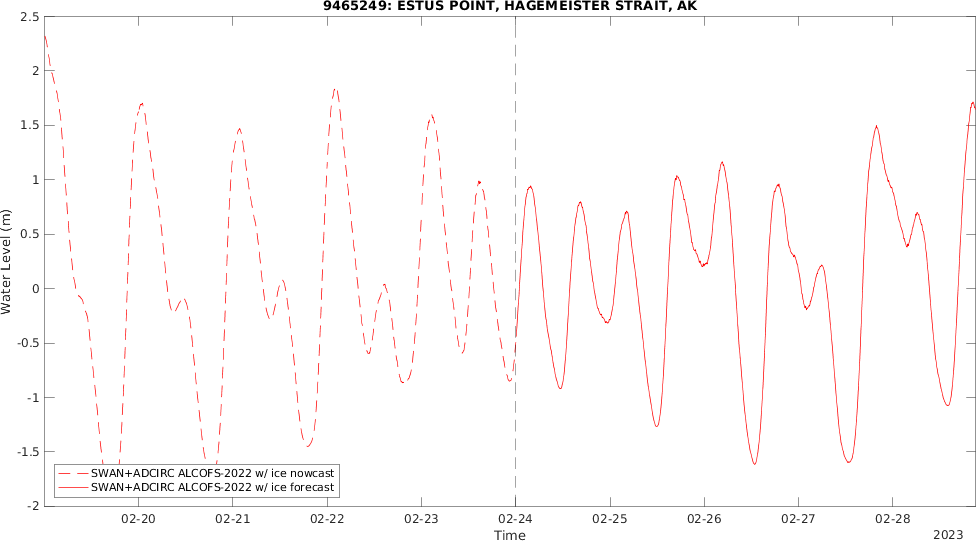 9465249: ESTUS POINT, HAGEMEISTER STRAIT, AK
2.5
2
1.5
1
0.5
0
-0.5
-1
-1.5
-2
Water Level (m)
SWAN+ADCIRC ALCOFS-2022 w/ ice nowcast
SWAN+ADCIRC ALCOFS-2022 w/ ice forecast
02-20 02-21 02-22 02-23 02-24 02-25 02-26 02-27 02-28
Time
2023